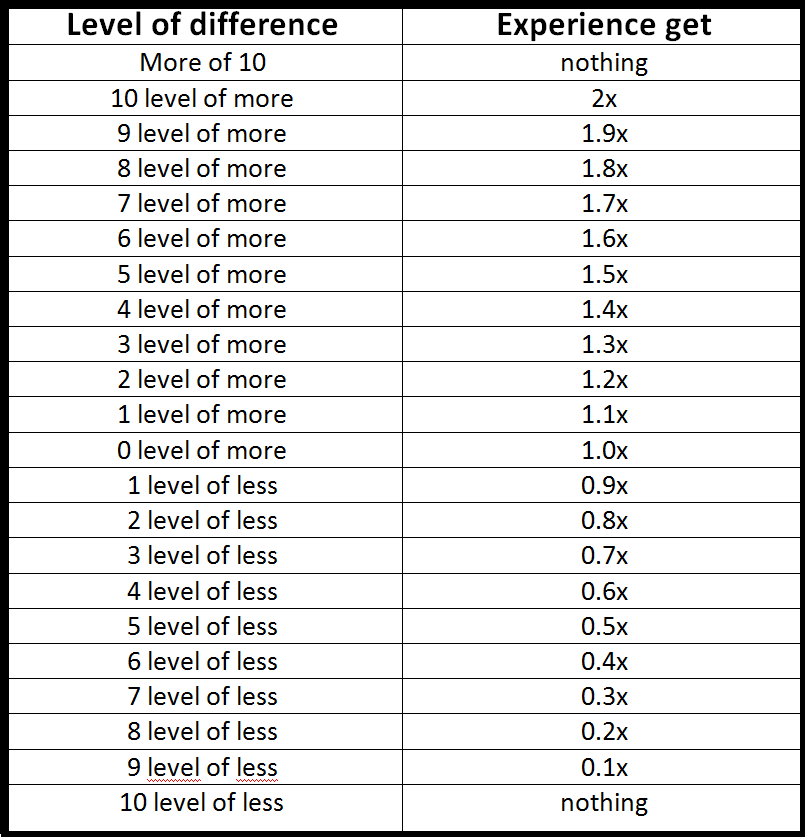 Level of difference Experience get
More of 10 nothing
10 level of more 2x
9 level of more 1.9x
8 level of more 1.8x
7 level of more 1.7x
6 level of more 1.6x
5 level of more 1.5x
4 level of more 1.4x
3 level of more 1.3x
2 level of more 1.2x
1 level of more 1.1x
0 level of more 1.0x
1 level of less 0.9x
2 level of less 0.8x
3 level of less 0.7x
4 level of less 0.6x
5 level of less 0.5x
6 level of less 0.4x
7 level of less 0.3x
8 level of less 0.2x
9 level of less 0.1x
10 level of less nothing